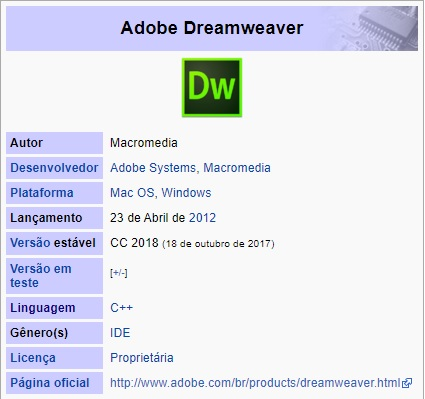 Adobe Dreamweaver
Dw
Autor Macromedia
Desenvolvedor Adobe Systems, Macromedia
Plataforma Mac OS, Windows
Lançamento 23 de Abril de 2012
Versão estável CC 2018 (18 de outubro de 2017)
Versão em
teste [+/-]
Linguagem C++
Gênero(s) IDE
Licença Proprietária
Página oficial http://www.adobe.com/br/products/dreamweaver.html